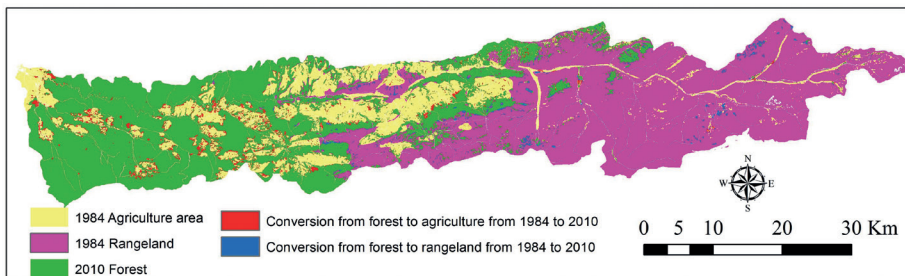 N
W E
S
1984 Agriculture area
Conversion from forest to agriculture from 1984 to 2010
1984 Rangeland
Conversion from forest to rangeland from 1984 to 2010
2010 Forest
0 5 10 20 30 Km